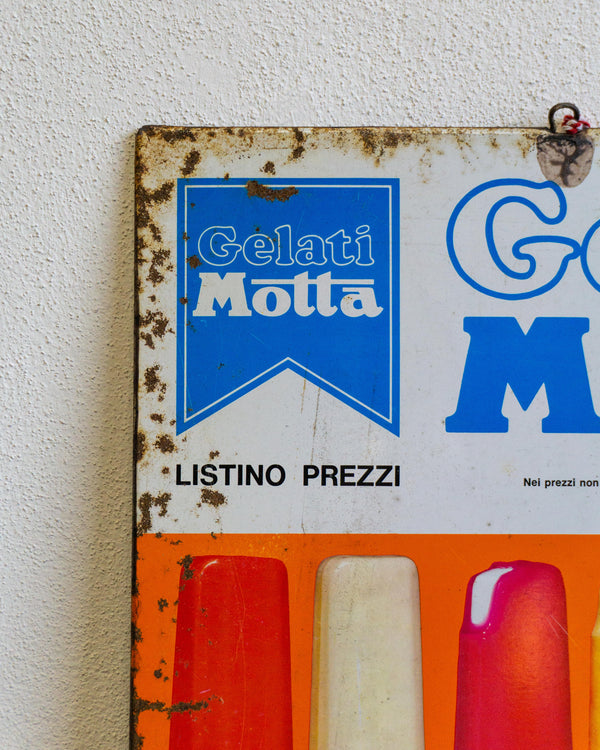 Gelati
Motta
G
M
LISTINO PREZZI
Nei prezzi non